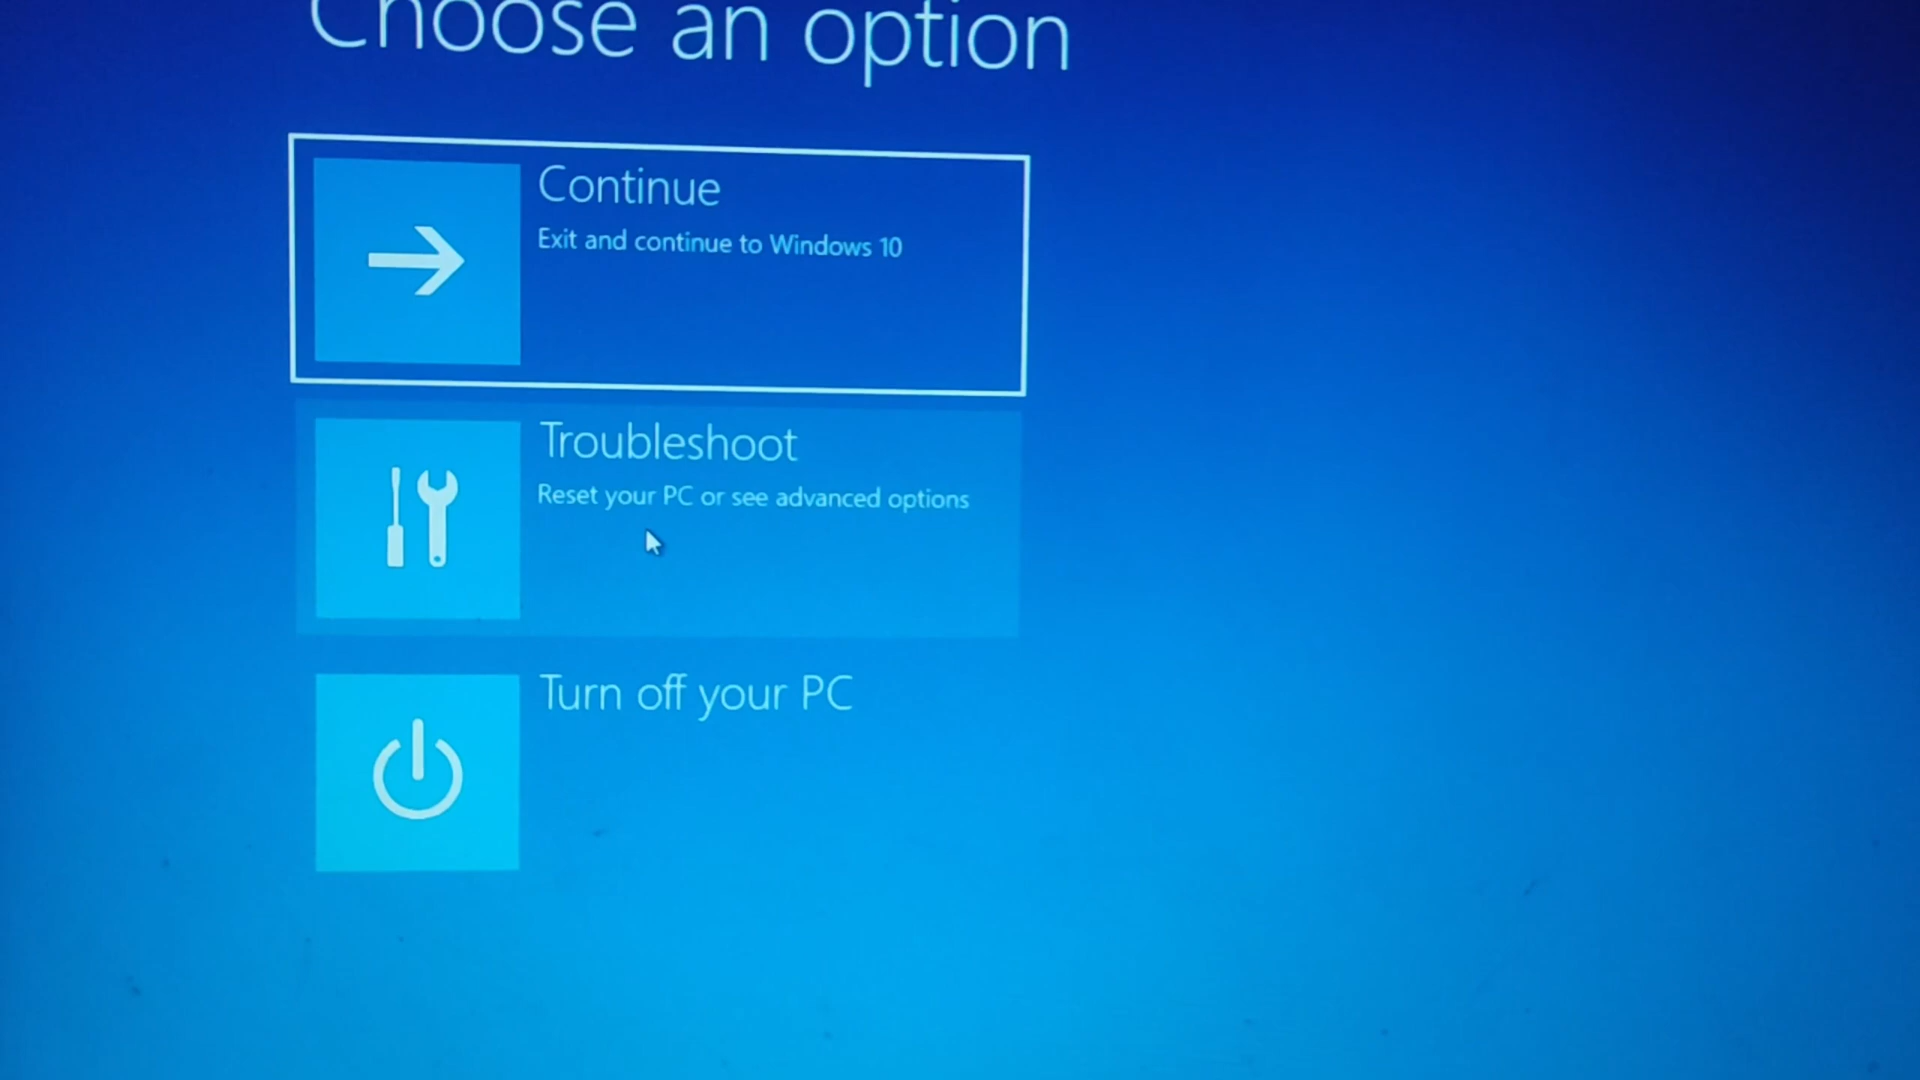 Choose an option
Continue
Exit and continue to Windows 10
Troubleshoot
Reset your PC or see advanced options
Turn off your PC